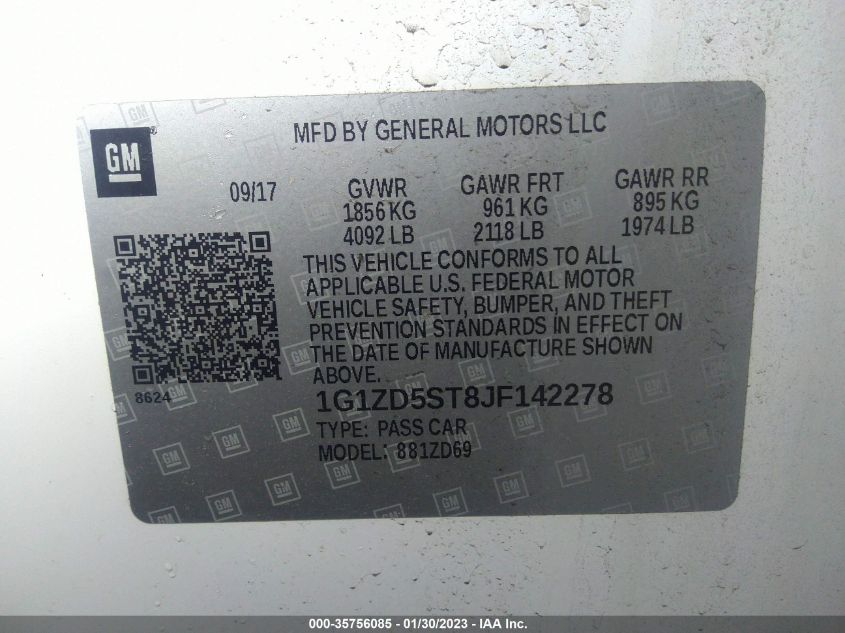 MFD BY GENERAL MOTORS LLC
GM
09/17 GVWR GAWR FRT GAWR RR
1856 KG 961 KG 895 KG
4092 LB 2118 LB 1974 LB
THIS VEHICLE CONFORMS TO ALL
APPLICABLE U.S. FEDERAL MOTOR
VEHICLE SAFETY, BUMPER, AND THEFT
PREVENTION STANDARDS IN EFFECT ON
THE DATE OF MANUFACTURE SHOWN
ABOVE.
8624
1G1ZD5ST8JF142278
TYPE: PASS CAR
MODEL: 881ZD69
000-35756085 - 01/30/2023 - IAA Inc.